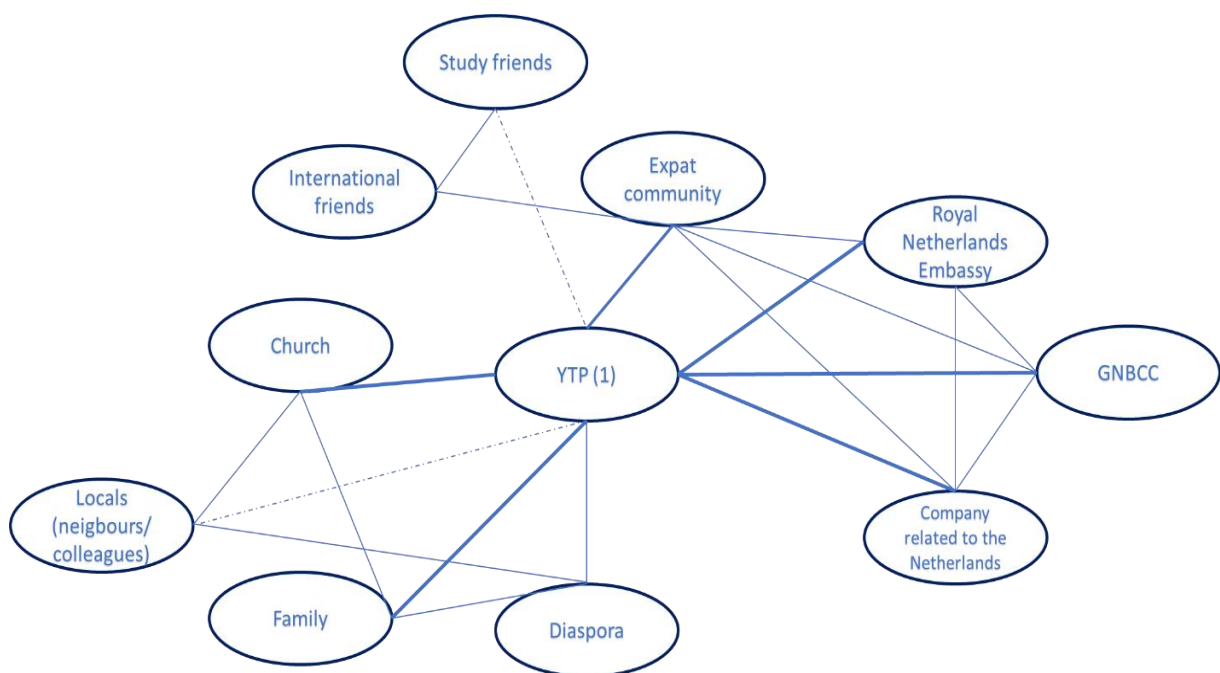 Study friends
International
friends
Expat
community
Royal
Netherlands
Embassy
Church
YTP (1)
GNBCC
Locals
(neigbours/
colleagues)
Company
related to the
Netherlands
Family
Diaspora